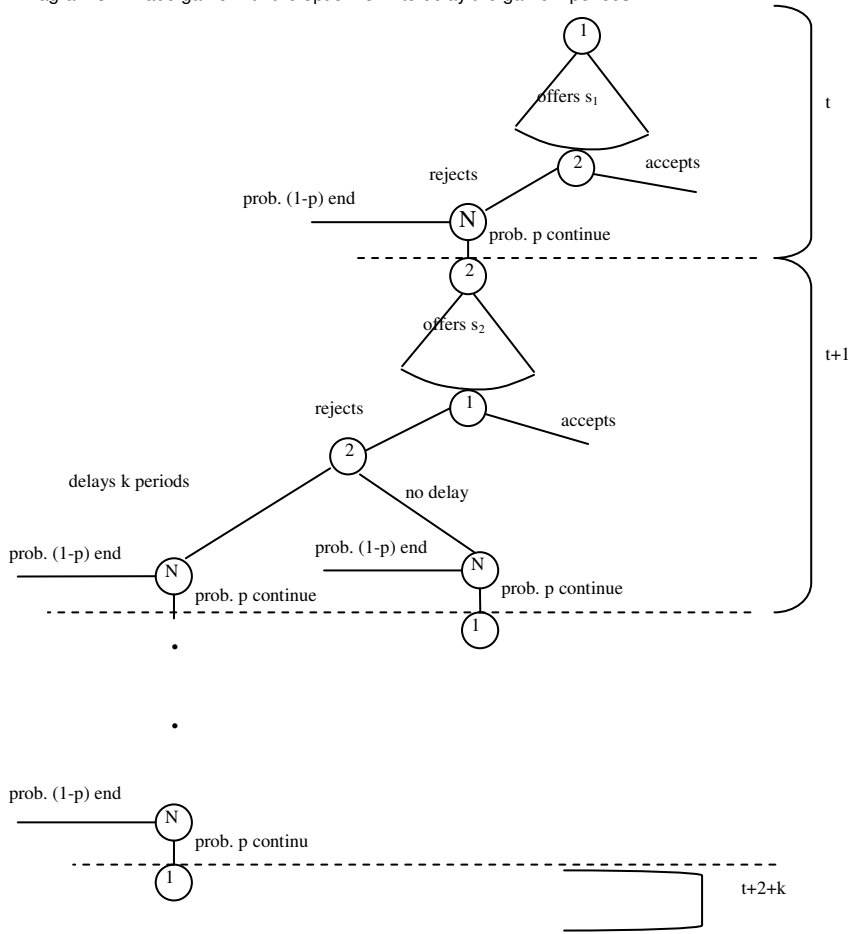 1
offers s₁
t
2
accepts
rejects
prob. (1-p) end
N
prob. p continue
2
offers s₂
t+1
1
rejects
accepts
2
delays k periods
no delay
prob. (1-p) end
prob. (1-p) end
N
N
prob. p continue
prob. p continue
1
prob. (1-p) end
N
prob. p continu
1
t+2+k